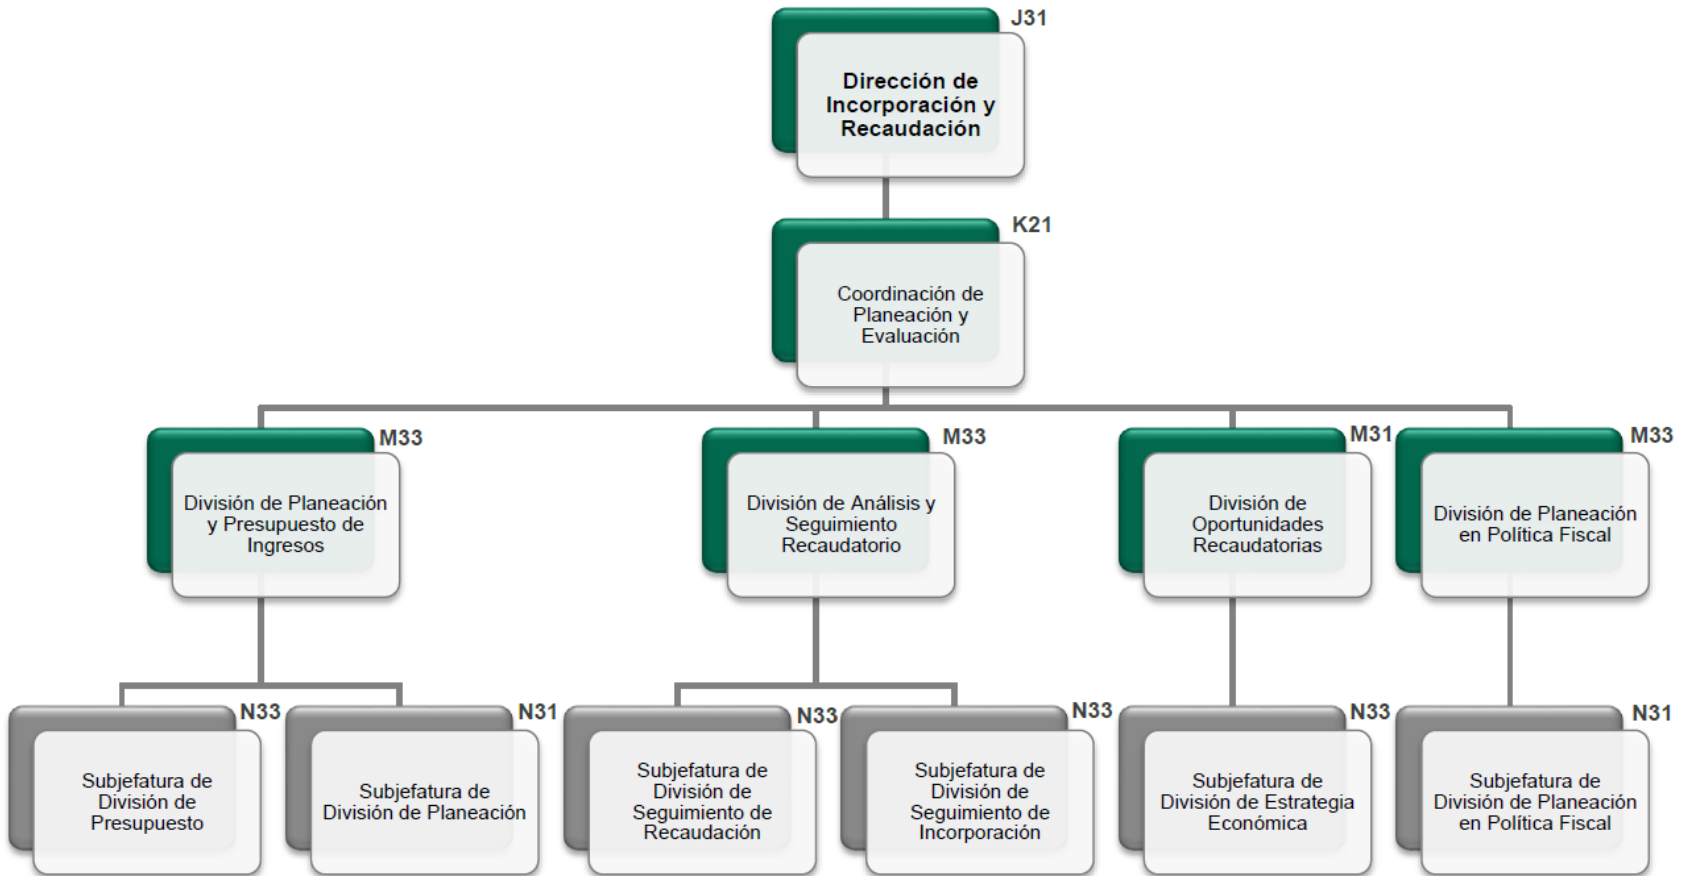 J31
Dirección de
Incorporación y
Recaudación
K21
Coordinación de
Planeación y
Evaluación
M33
División de Planeación
y Presupuesto de
Ingresos
M33
División de Análisis y
Seguimiento
Recaudatorio
M31
División de
Oportunidades
Recaudatorias
M33
División de Planeación
en Política Fiscal
N33
Subjefatura de
División de
Presupuesto
N31
Subjefatura de
División de Planeación
N33
Subjefatura de
División de
Seguimiento de
Recaudación
N33
Subjefatura de
División de
Seguimiento de
Incorporación
N33
Subjefatura de
División de Estrategia
Económica
N31
Subjefatura de
División de Planeación
en Política Fiscal